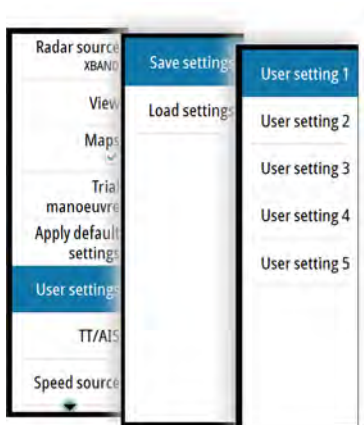 Radar source
XBAND
View
Maps
Trial
manoeuvre
Apply default
settings
User settings
TT/AIS
Speed source
Save settings
Load settings
User setting 1
User setting 2
User setting 3
User setting 4
User setting 5